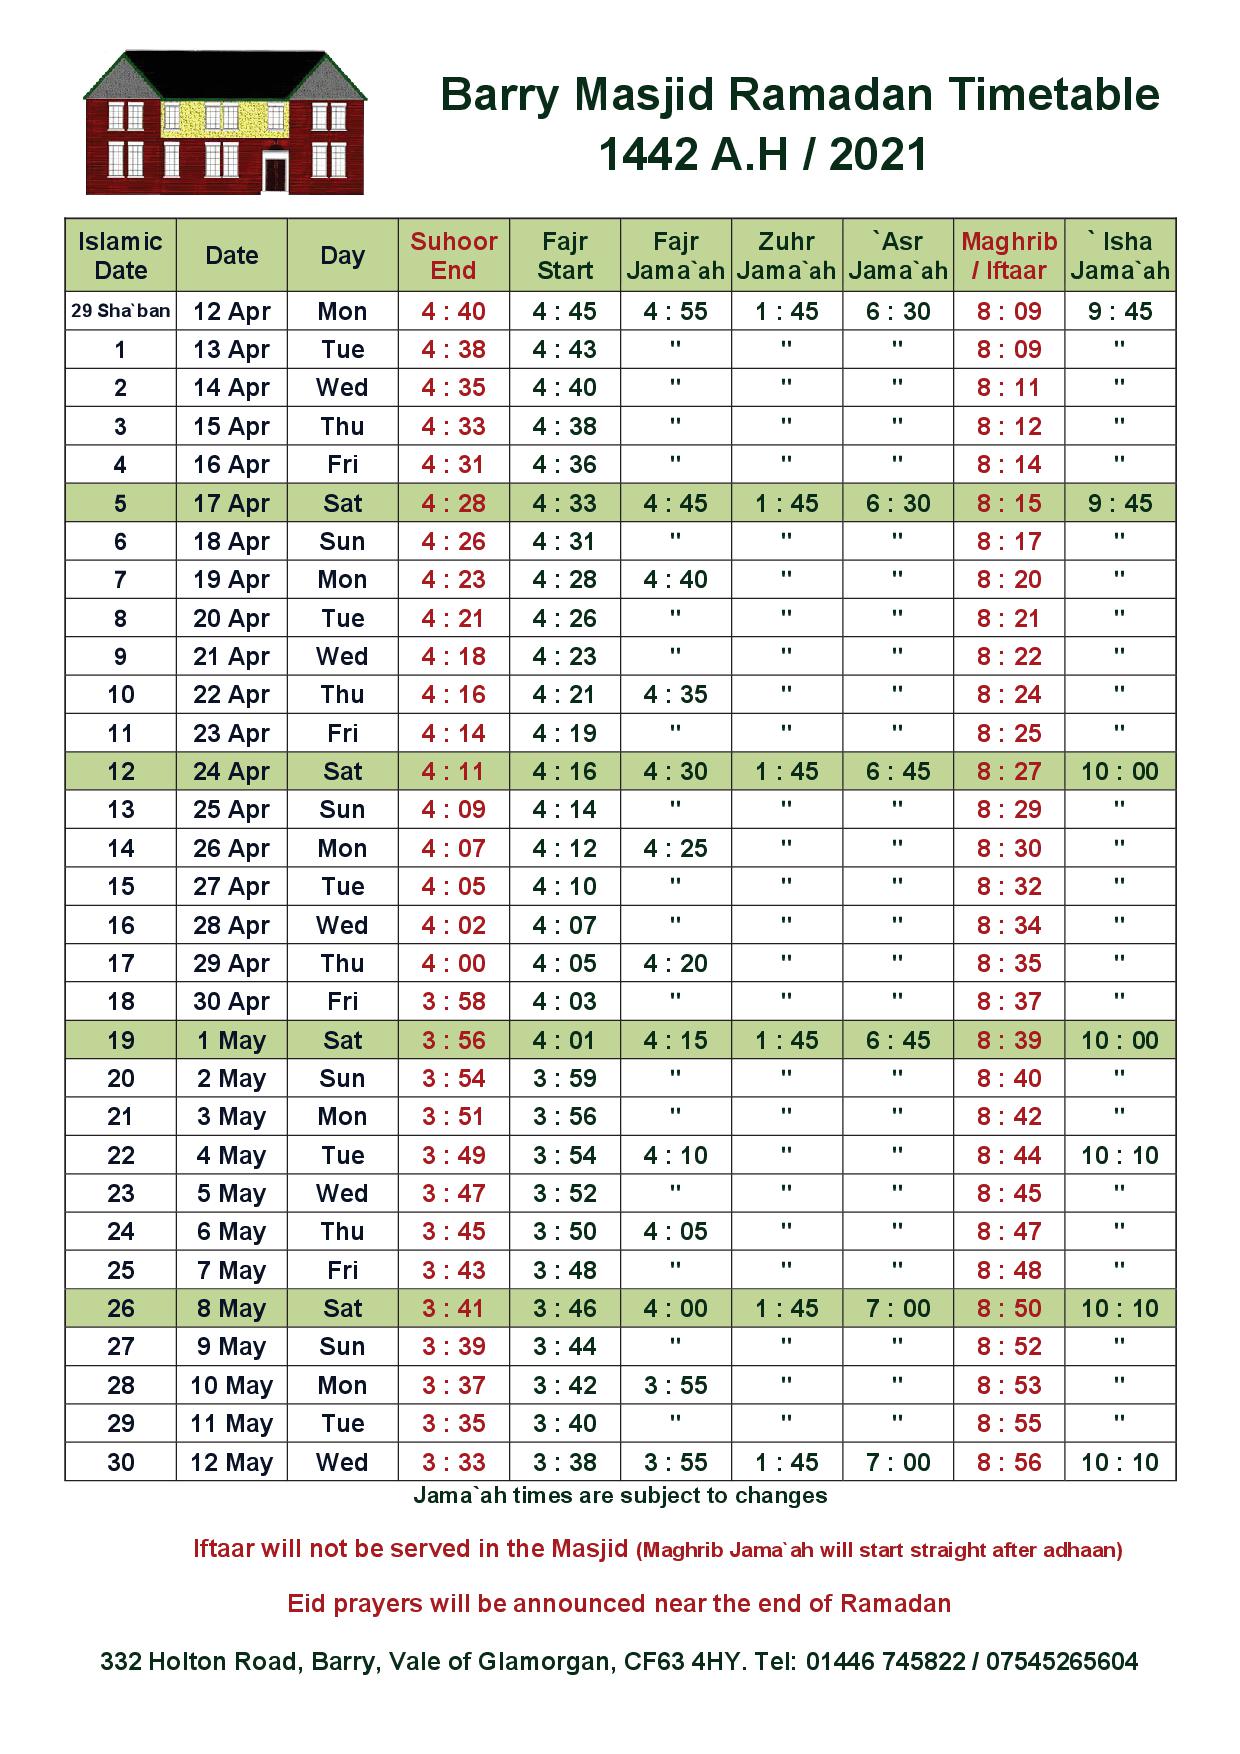 Barry Masjid Ramadan Timetable
1442 A.H / 2021
Islamic Date Date Day Suhoor End Fajr Start Fajr Jama`ah Zuhr Jama`ah `Asr Jama`ah Maghrib / Iftaar ` Isha Jama`ah
29 Sha`ban 12 Apr Mon 4 : 40 4 : 45 4 : 55 1 : 45 6 : 30 8 : 09 9 : 45
1 13 Apr Tue 4 : 38 4 : 43 " " " 8 : 09 "
2 14 Apr Wed 4 : 35 4 : 40 " " " 8 : 11 "
3 15 Apr Thu 4 : 33 4 : 38 " " " 8 : 12 "
4 16 Apr Fri 4 : 31 4 : 36 " " " 8 : 14 "
5 17 Apr Sat 4 : 28 4 : 33 4 : 45 1 : 45 6 : 30 8 : 15 9 : 45
6 18 Apr Sun 4 : 26 4 : 31 " " " 8 : 17 "
7 19 Apr Mon 4 : 23 4 : 28 4 : 40 " " 8 : 20 "
8 20 Apr Tue 4 : 21 4 : 26 " " " 8 : 21 "
9 21 Apr Wed 4 : 18 4 : 23 " " " 8 : 22 "
10 22 Apr Thu 4 : 16 4 : 21 4 : 35 " " 8 : 24 "
11 23 Apr Fri 4 : 14 4 : 19 " " " 8 : 25 "
12 24 Apr Sat 4 : 11 4 : 16 4 : 30 1 : 45 6 : 45 8 : 27 10 : 00
13 25 Apr Sun 4 : 09 4 : 14 " " " 8 : 29 "
14 26 Apr Mon 4 : 07 4 : 12 4 : 25 " " 8 : 30 "
15 27 Apr Tue 4 : 05 4 : 10 " " " 8 : 32 "
16 28 Apr Wed 4 : 02 4 : 07 " " " 8 : 34 "
17 29 Apr Thu 4 : 00 4 : 05 4 : 20 " " 8 : 35 "
18 30 Apr Fri 3 : 58 4 : 03 " " " 8 : 37 "
19 1 May Sat 3 : 56 4 : 01 4 : 15 1 : 45 6 : 45 8 : 39 10 : 00
20 2 May Sun 3 : 54 3 : 59 " " " 8 : 40 "
21 3 May Mon 3 : 51 3 : 56 " " " 8 : 42 "
22 4 May Tue 3 : 49 3 : 54 4 : 10 " " 8 : 44 10 : 10
23 5 May Wed 3 : 47 3 : 52 " " " 8 : 45 "
24 6 May Thu 3 : 45 3 : 50 4 : 05 " " 8 : 47 "
25 7 May Fri 3 : 43 3 : 48 " " " 8 : 48 "
26 8 May Sat 3 : 41 3 : 46 4 : 00 1 : 45 7 : 00 8 : 50 10 : 10
27 9 May Sun 3 : 39 3 : 44 " " " 8 : 52 "
28 10 May Mon 3 : 37 3 : 42 3 : 55 " " 8 : 53 "
29 11 May Tue 3 : 35 3 : 40 " " " 8 : 55 "
30 12 May Wed 3 : 33 3 : 38 3 : 55 1 : 45 7 : 00 8 : 56 10 : 10
Jama`ah times are subject to changes
Iftaar will not be served in the Masjid (Maghrib Jama`ah will start straight after adhaan)
Eid prayers will be announced near the end of Ramadan
332 Holton Road, Barry, Vale of Glamorgan, CF63 4HY. Tel: 01446 745822 / 07545265604